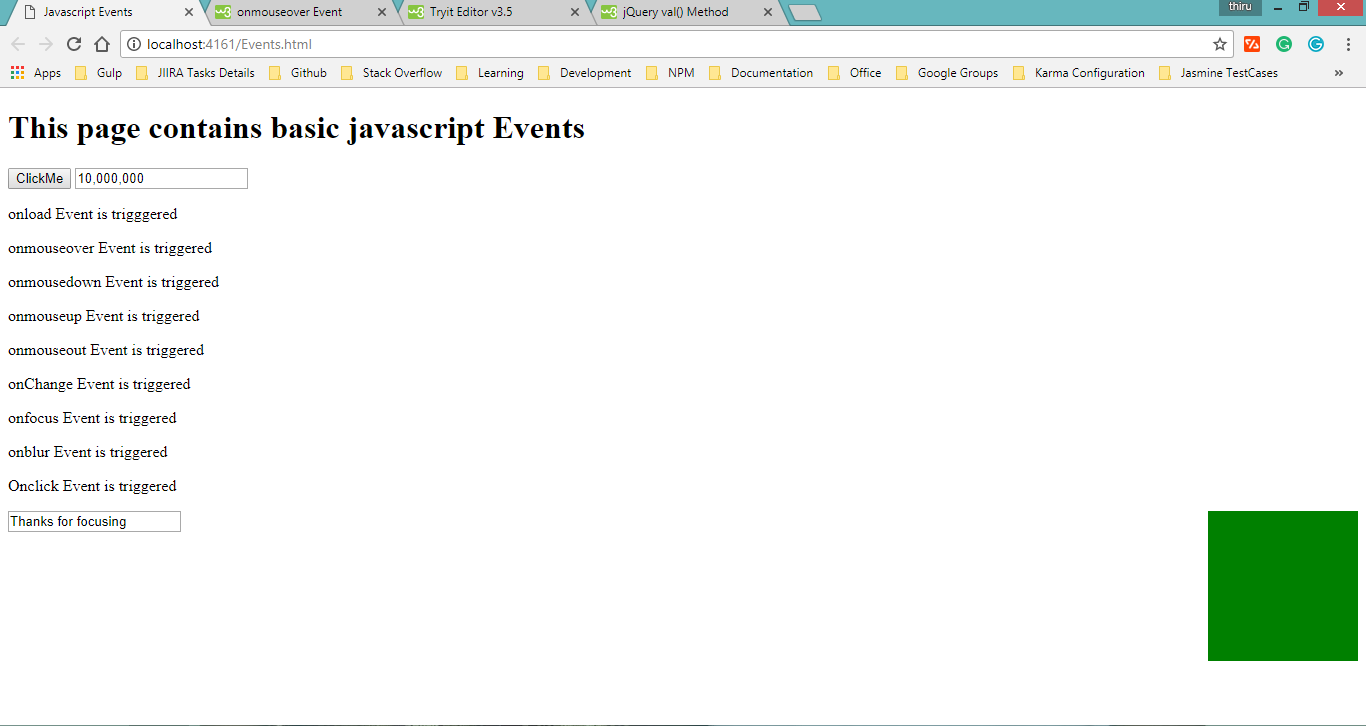 Javascript Events
onmouseover Event
Tryit Editor v3.5
jQuery val() Method
thiru
localhost:4161/Events.html
Apps
Gulp
JIIRA Tasks Details
Github
Stack Overflow
Learning
Development
NPM
Documentation
Office
Google Groups
Karma Configuration
Jasmine TestCases
This page contains basic javascript Events
ClickMe
10,000,000
onload Event is trigggered
onmouseover Event is triggered
onmousedown Event is triggered
onmouseup Event is triggered
onmouseout Event is triggered
onChange Event is triggered
onfocus Event is triggered
onblur Event is triggered
Onclick Event is triggered
Thanks for focusing